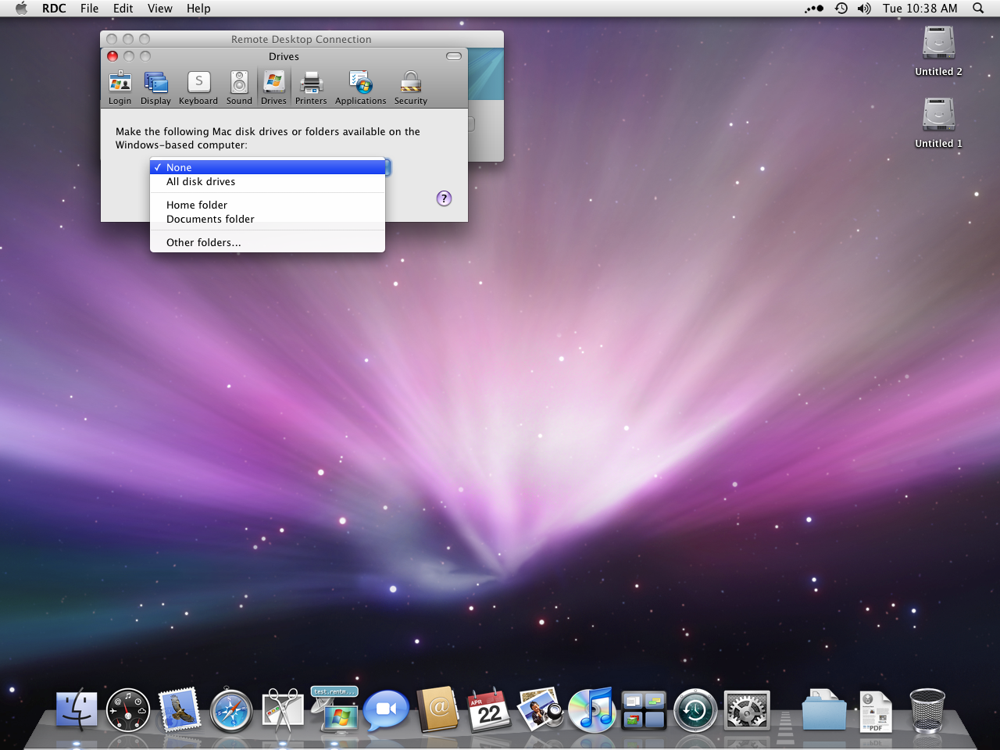 RDC File Edit View Help Tue 10:38 AM
Remote Desktop Connection
Drives
S
Login Display Keyboard Sound Drives Printers Applications Security
Make the following Mac disk drives or folders available on the
Windows-based computer:
✓ None
All disk drives
Home folder
Documents folder
Other folders...
?
Untitled 2
Untitled 1
test.rentm...
APR
22
@
PDF